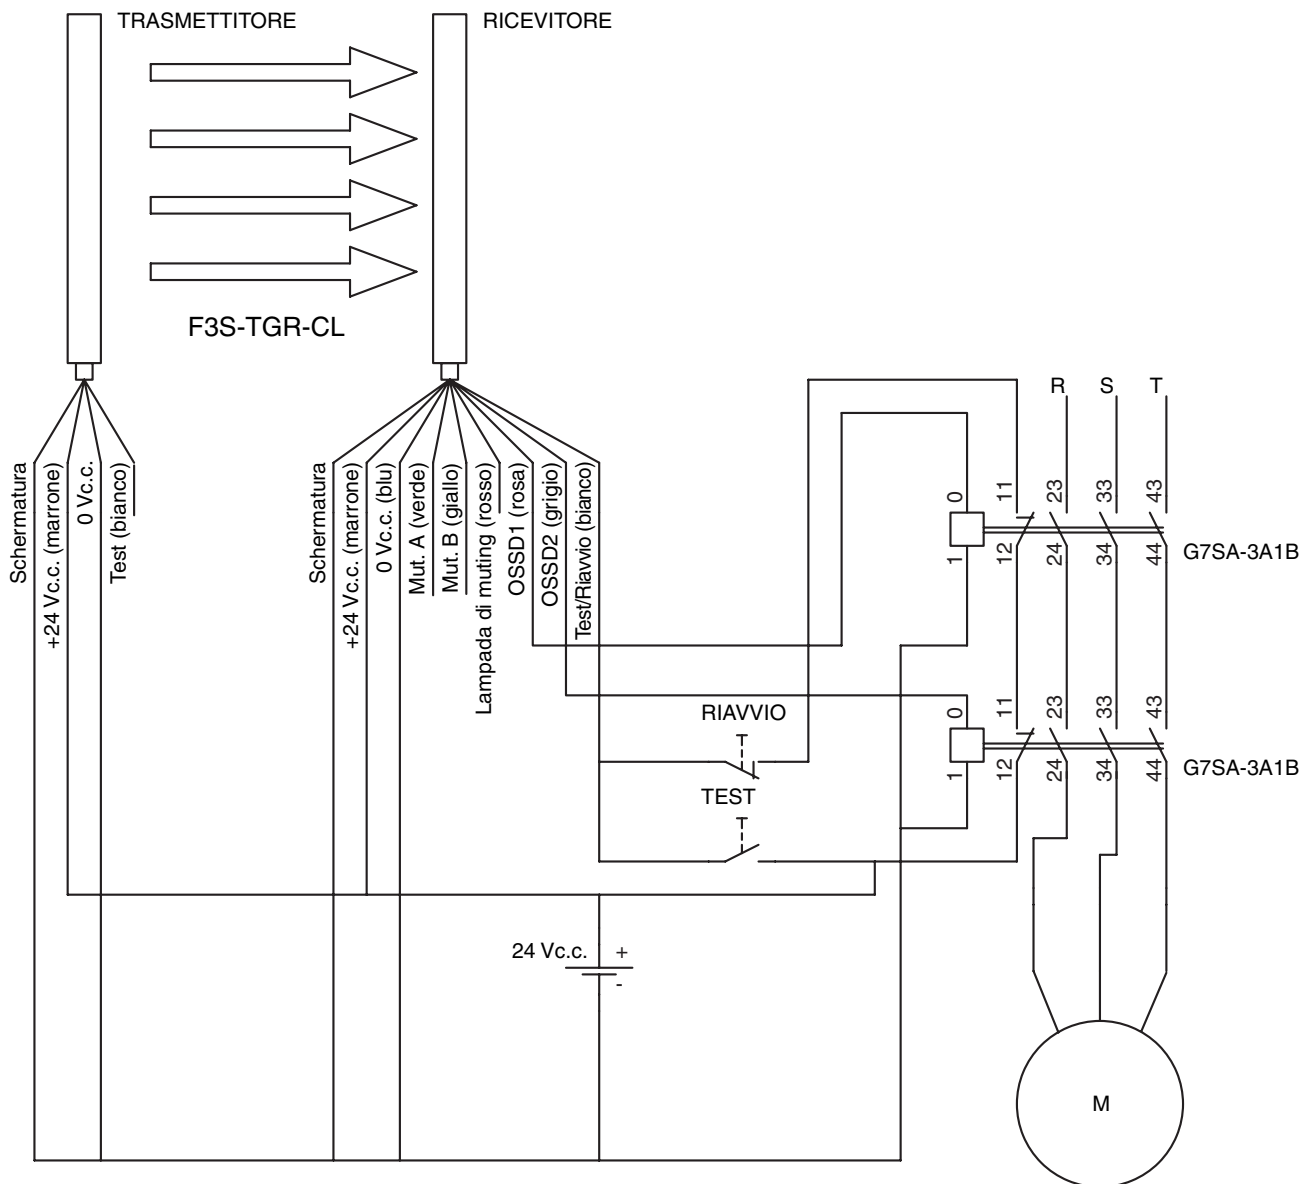 TRASMETTITORE
RICEVITORE
F3S-TGR-CL
R
S
T
Schermatura
+24 Vc.c. (marrone)
0 Vc.c.
Test (bianco)
Schermatura
+24 Vc.c. (marrone)
0 Vc.c. (blu)
Mut. A (verde)
Mut. B (giallo)
Lampada di muting (rosso)
OSSD1 (rosa)
OSSD2 (grigio)
Test/Riavvio (bianco)
0
11
23
33
43
1
12
24
34
44
G7SA-3A1B
RIAVVIO
0
11
23
33
43
1
12
24
34
44
G7SA-3A1B
TEST
24 Vc.c.
+
-
M